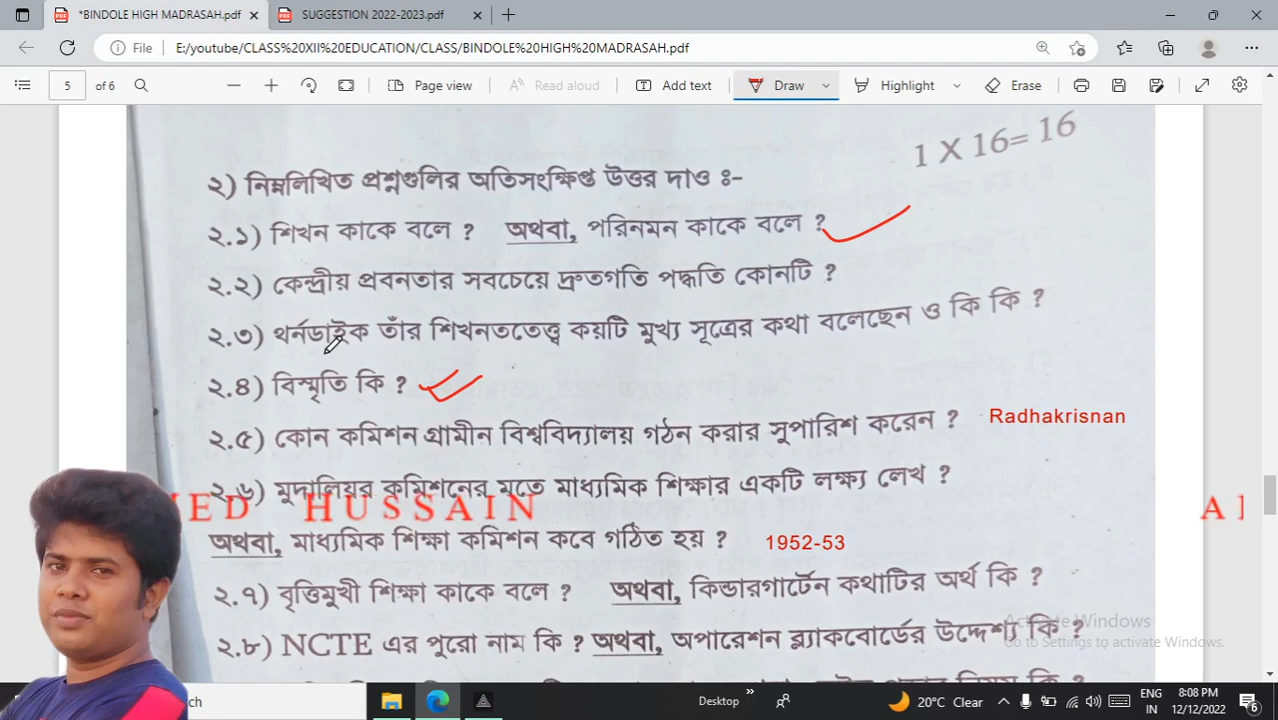 *BINDOLE HIGH MADRASAH.pdf
SUGGESTION 2022-2023.pdf
File E:/youtube/CLASS%20XII%20EDUCATION/CLASS/BINDOLE%20HIGH%20MADRASAH.pdf
5 of 6 Page view Read aloud Add text Draw Highlight Erase
1 X 16= 16
২) নিম্নলিখিত প্রশ্নগুলির অতিসংক্ষিপ্ত উত্তর দাও ঃ-
২.১) শিখন কাকে বলে ? অথবা, পরিনমন কাকে বলে ?
২.২) কেন্দ্রীয় প্রবনতার সবচেয়ে দ্রুতগতি পদ্ধতি কোনটি ?
২.৩) থর্নডাইক তাঁর শিখনততেত্ত্ব কয়টি মুখ্য সূত্রের কথা বলেছেন ও কি কি ?
২.৪) বিস্মৃতি কি ?
২.৫) কোন কমিশন গ্রামীন বিশ্ববিদ্যালয় গঠন করার সুপারিশ করেন ? Radhakrisnan
২.৬) মুদালিয়র কমিশনের মতে মাধ্যমিক শিক্ষার একটি লক্ষ্য লেখ ?
MED HUSSAIN AL
অথবা, মাধ্যমিক শিক্ষা কমিশন কবে গঠিত হয় ? 1952-53
২.৭) বৃত্তিমুখী শিক্ষা কাকে বলে ? অথবা, কিন্ডারগার্টেন কথাটির অর্থ কি ?
২.৮) NCTE এর পুরো নাম কি ? অথবা, অপারেশন ব্ল্যাকবোর্ডের উদ্দেশ্য কি ?
Activate Windows
Go to Settings to activate Windows.
rch
Desktop
20°C Clear
ENG
IN
8:08 PM
12/12/2022
6